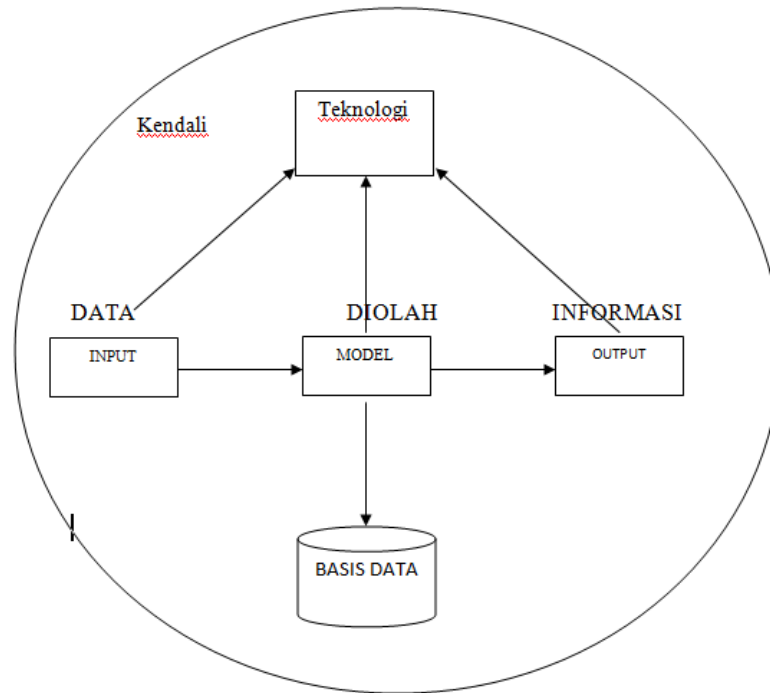 Teknologi
Kendali
DATA
DIOLAH
INFORMASI
INPUT
MODEL
OUTPUT
BASIS DATA